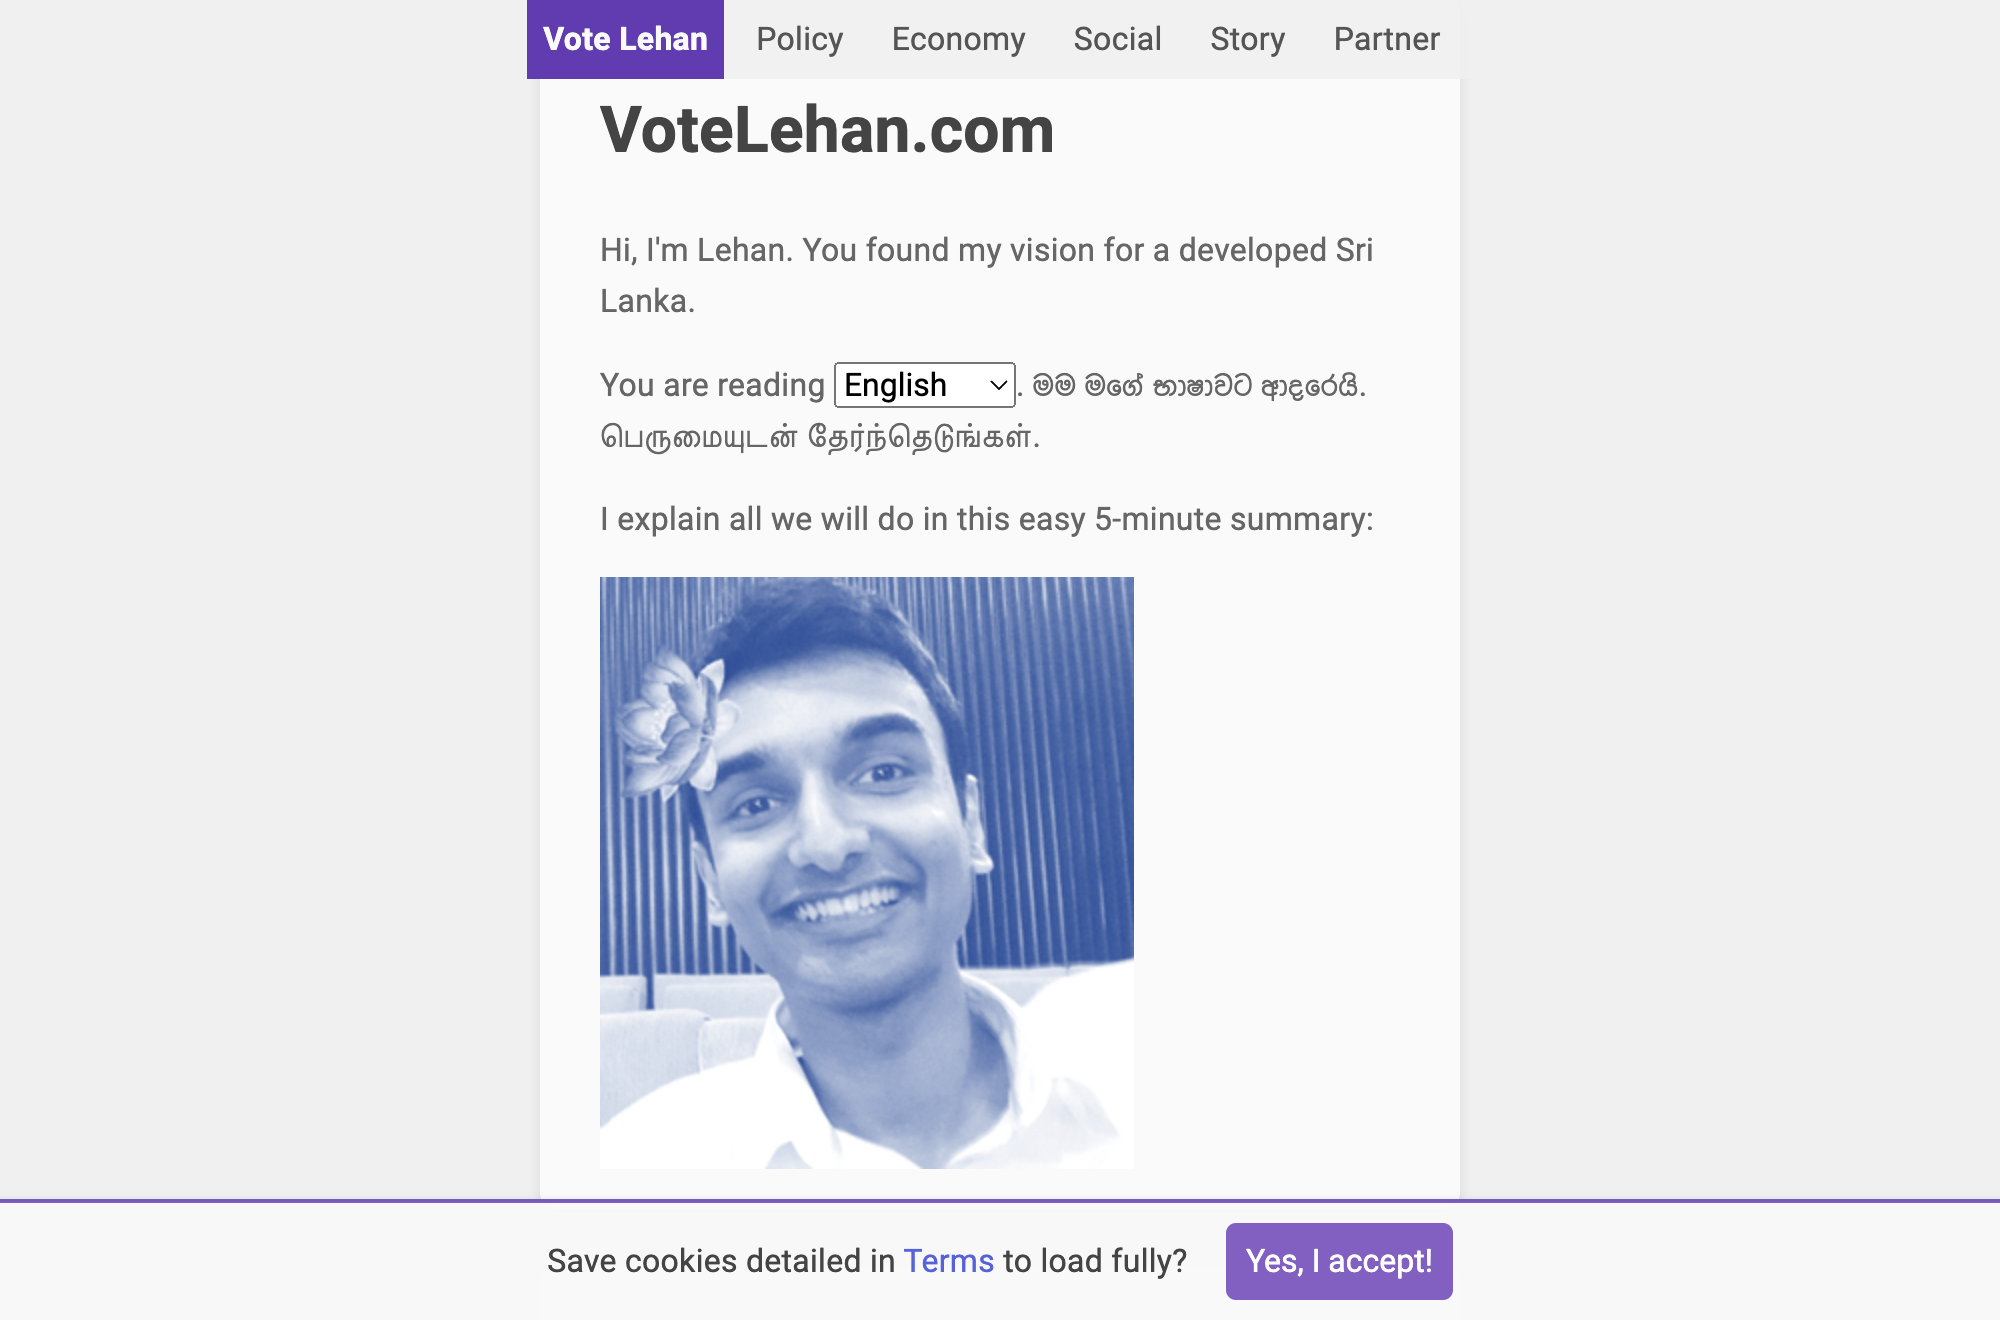 Vote Lehan Policy Economy Social Story Partner
VoteLehan.com
Hi, I'm Lehan. You found my vision for a developed Sri
Lanka.
You are reading English. මම මගේ භාෂාවට ආදරෙයි.
பெருமையுடன் தேர்ந்தெடுங்கள்.
I explain all we will do in this easy 5-minute summary:
Save cookies detailed in Terms to load fully? Yes, I accept!